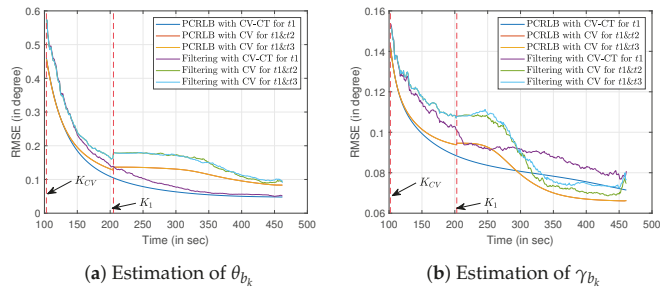 0.6
0.5
0.4
0.3
0.2
0.1
0
RMSE (in degree)
PCRLB with CV-CT for t1
PCRLB with CV for t1&t2
PCRLB with CV for t1&t3
Filtering with CV-CT for t1
Filtering with CV for t1&t2
Filtering with CV for t1&t3
K_{CV}
K_1
100 150 200 250 300 350 400 450 500
Time (in sec)
(a) Estimation of θ_{b_k}
0.16
0.14
0.12
0.1
0.08
0.06
RMSE (in degree)
PCRLB with CV-CT for t1
PCRLB with CV for t1&t2
PCRLB with CV for t1&t3
Filtering with CV-CT for t1
Filtering with CV for t1&t2
Filtering with CV for t1&t3
K_{CV}
K_1
100 150 200 250 300 350 400 450 500
Time (in sec)
(b) Estimation of γ_{b_k}